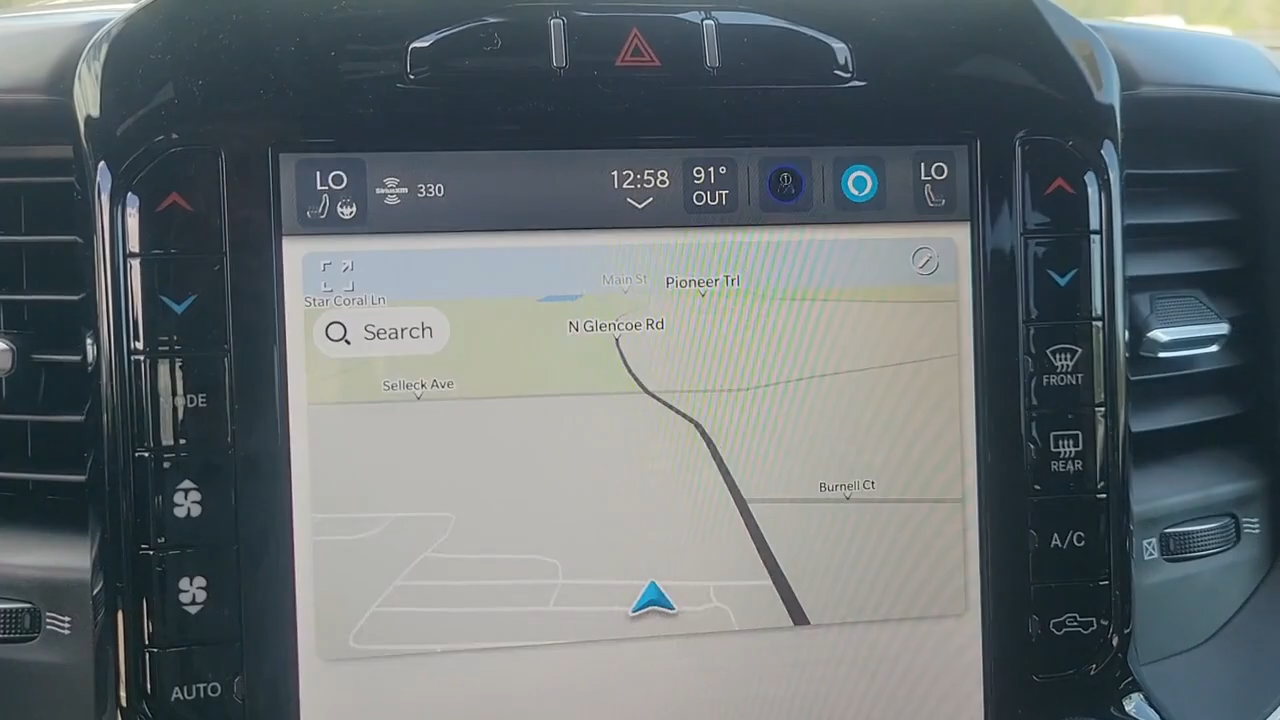 LO
SiriusXM
330
12:58
91°
OUT
LO
Main St
Pioneer Trl
Star Coral Ln
N Glencoe Rd
Search
Selleck Ave
Burnell Ct
FRONT
REAR
A/C
AUTO